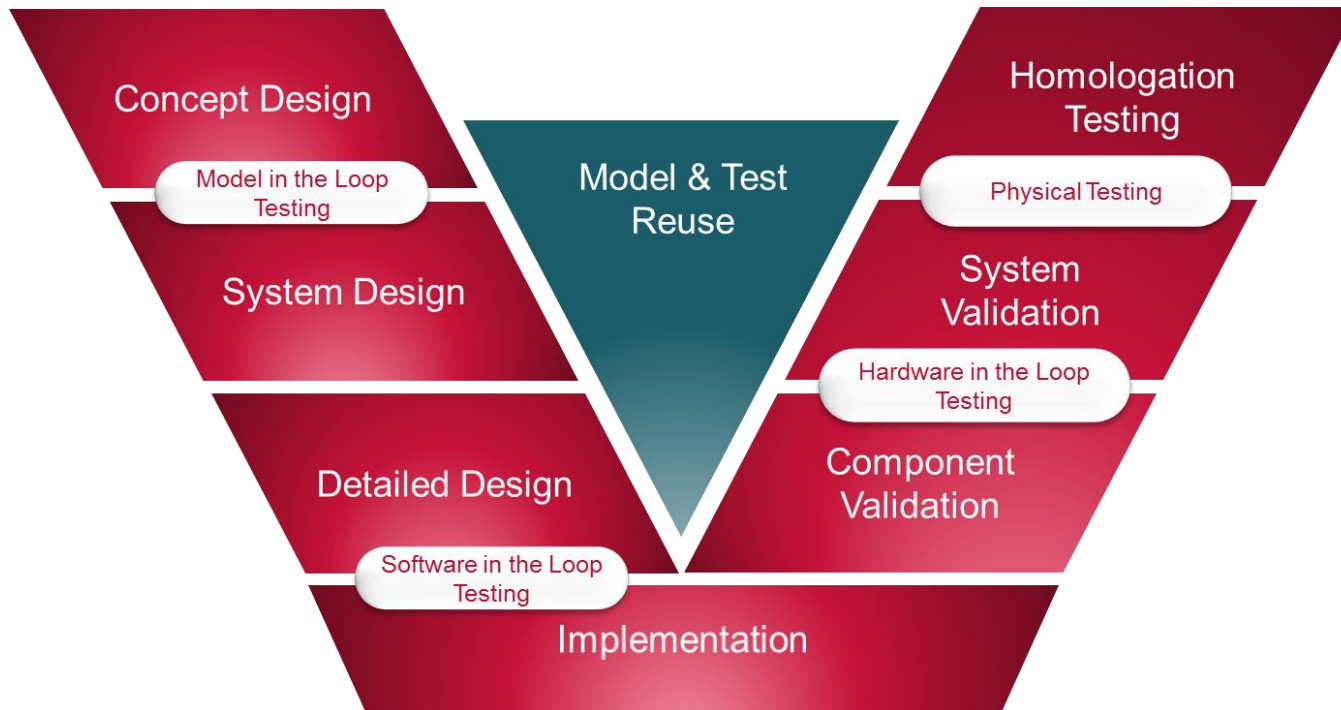 Concept Design
Model in the Loop
Testing
System Design
Detailed Design
Software in the Loop
Testing
Implementation
Model & Test
Reuse
Homologation
Testing
Physical Testing
System
Validation
Hardware in the Loop
Testing
Component
Validation